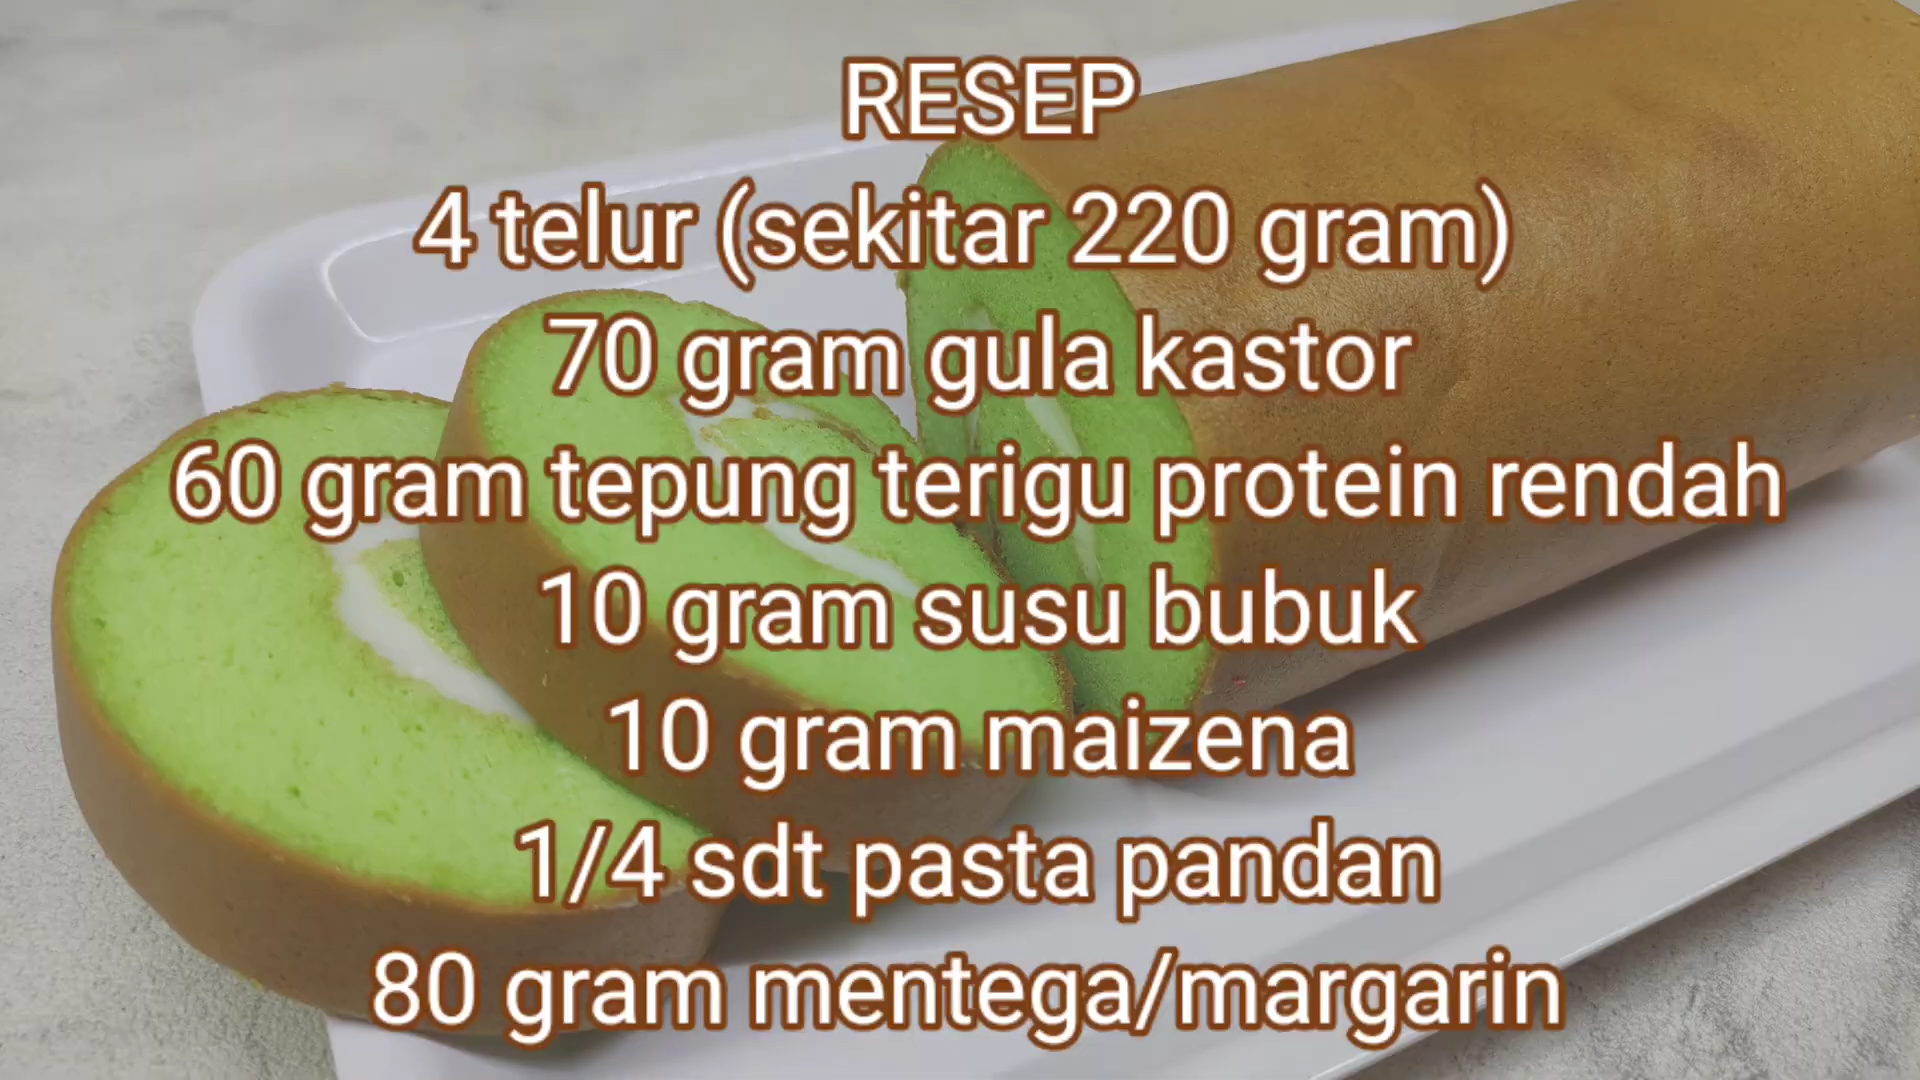 RESEP
4 telur (sekitar 220 gram)
70 gram gula kastor
60 gram tepung terigu protein rendah
10 gram susu bubuk
10 gram maizena
1/4 sdt pasta pandan
80 gram mentega/margarin